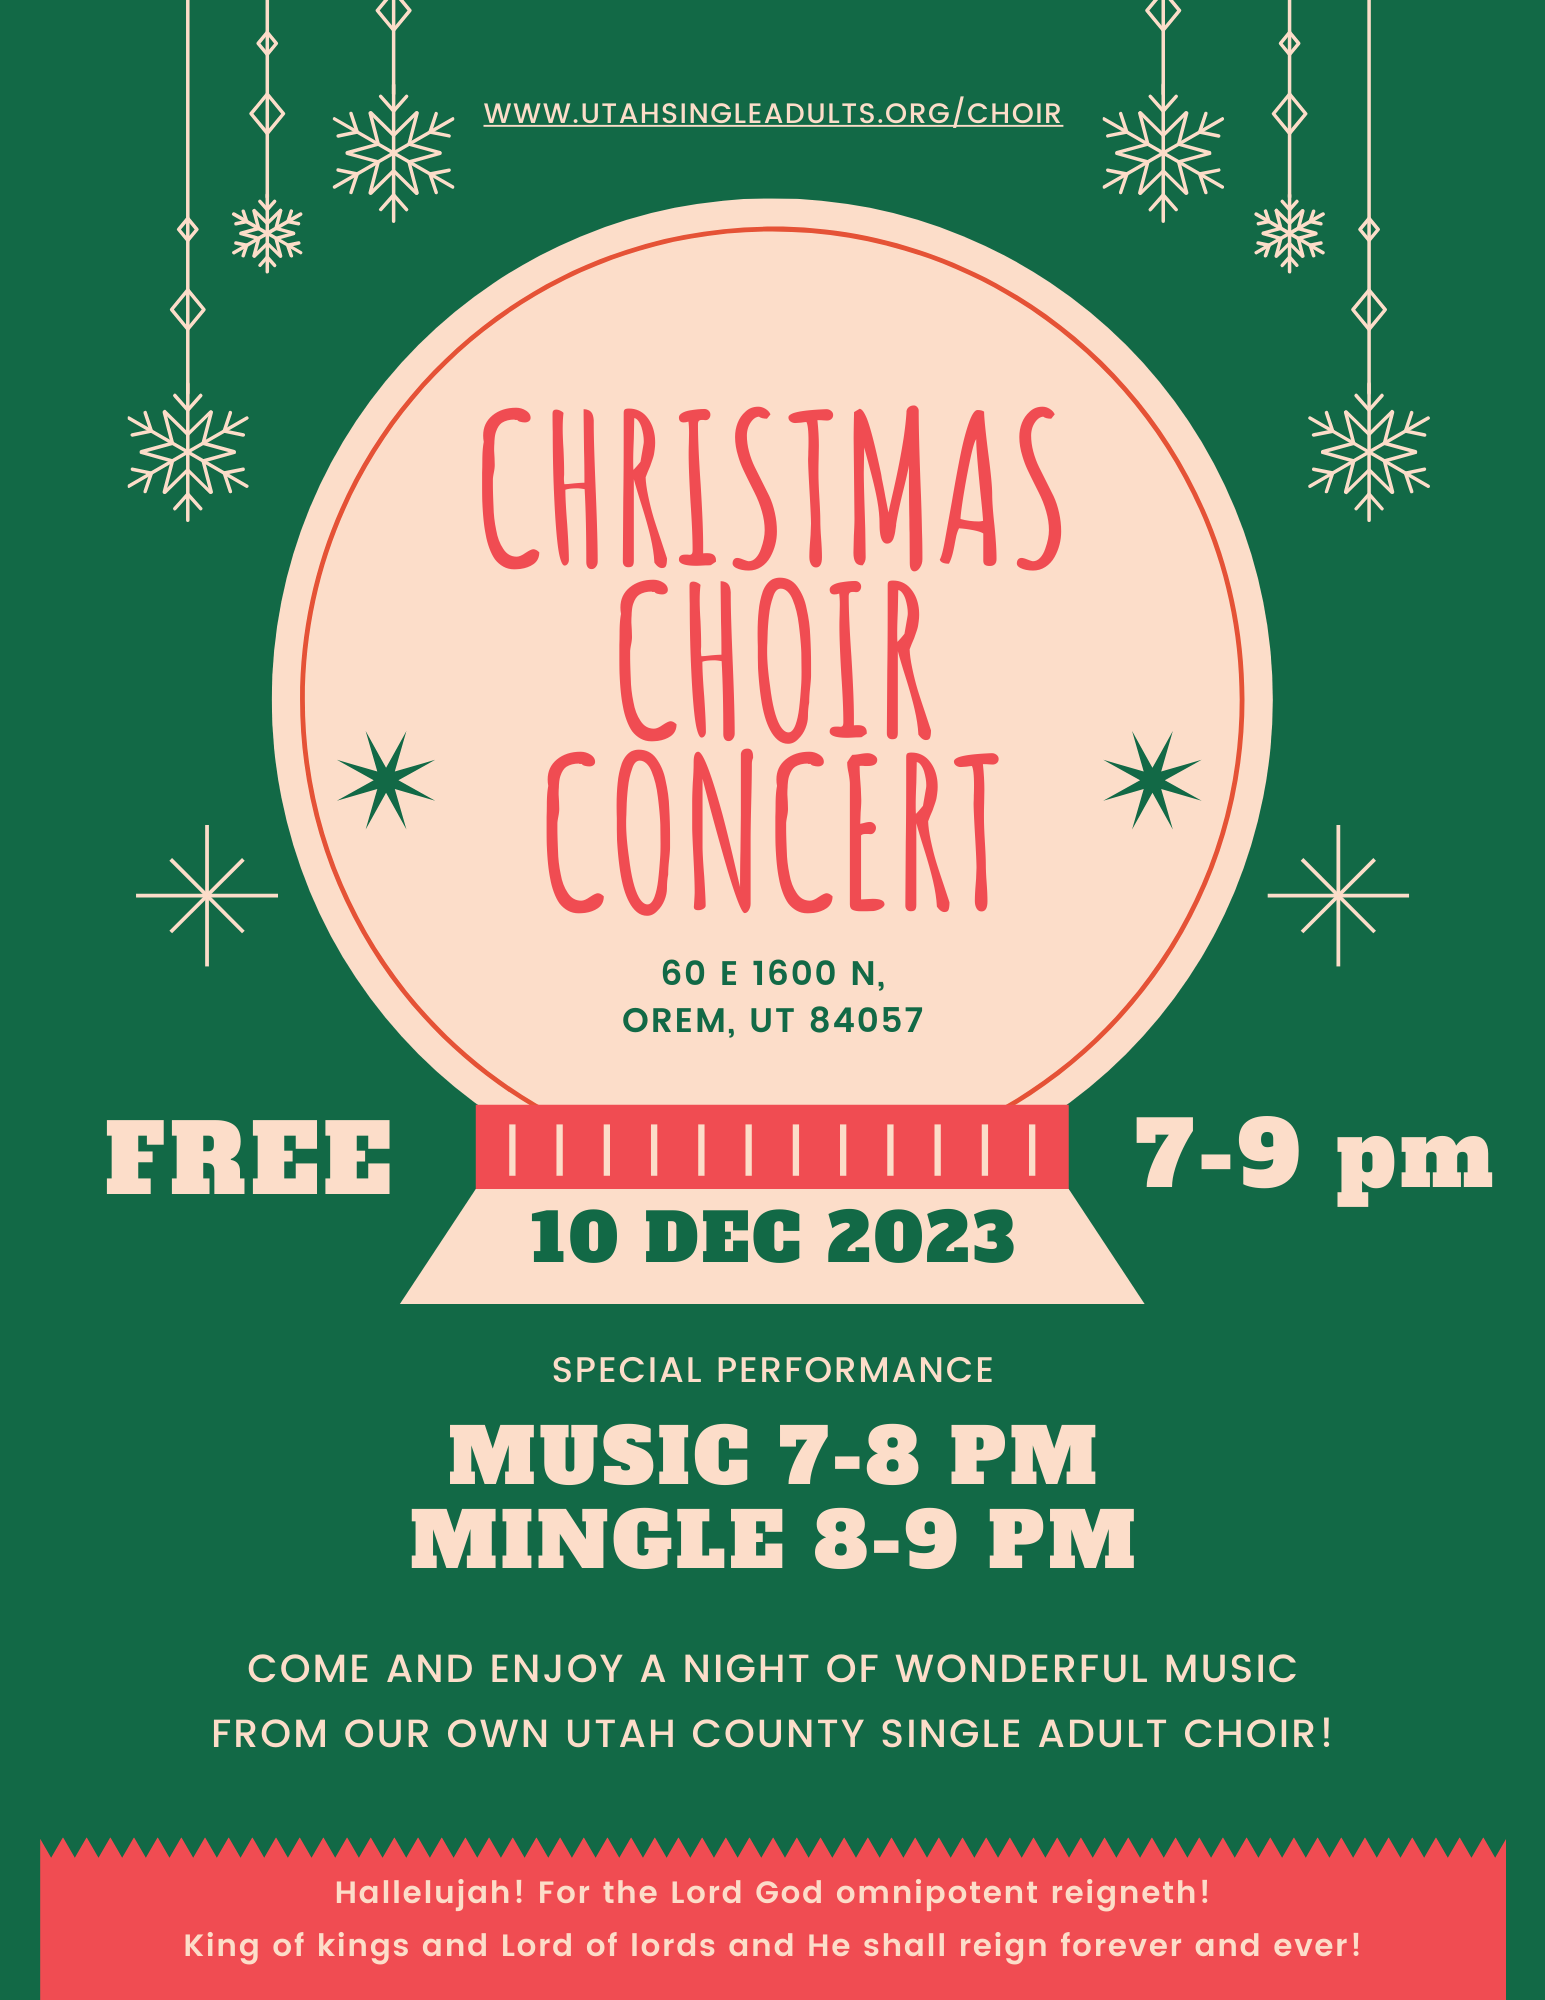 WWW.UTAHSINGLEADULTS.ORG/CHOIR
CHRISTMAS
CHOIR
CONCERT
60 E 1600 N,
OREM, UT 84057
FREE
7-9 pm
10 DEC 2023
SPECIAL PERFORMANCE
MUSIC 7-8 PM
MINGLE 8-9 PM
COME AND ENJOY A NIGHT OF WONDERFUL MUSIC
FROM OUR OWN UTAH COUNTY SINGLE ADULT CHOIR!
Hallelujah! For the Lord God omnipotent reigneth!
King of kings and Lord of lords and He shall reign forever and ever!